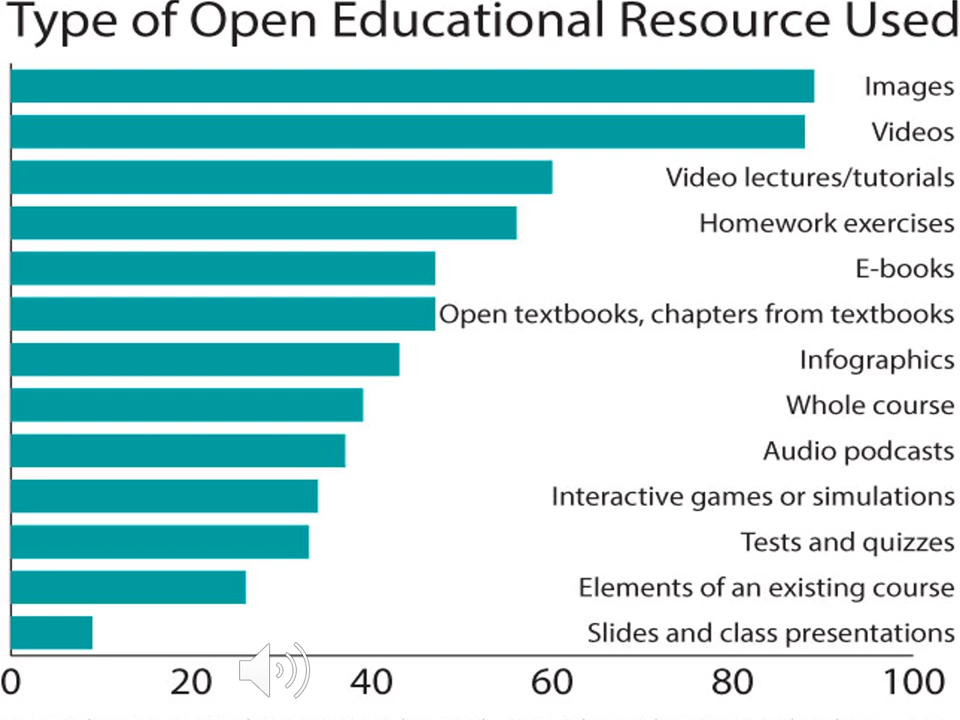 Type of Open Educational Resource Used
Images
Videos
Video lectures/tutorials
Homework exercises
E-books
Open textbooks, chapters from textbooks
Infographics
Whole course
Audio podcasts
Interactive games or simulations
Tests and quizzes
Elements of an existing course
Slides and class presentations
0 20 40 60 80 100